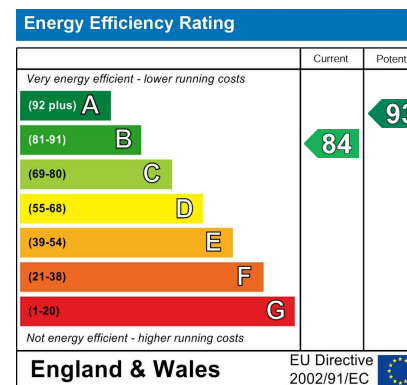 Energy Efficiency Rating
Current Potent
Very energy efficient - lower running costs
(92 plus) A
93
(81-91) B
84
(69-80) C
(55-68) D
(39-54) E
(21-38) F
(1-20) G
Not energy efficient - higher running costs
England & Wales
EU Directive
2002/91/EC